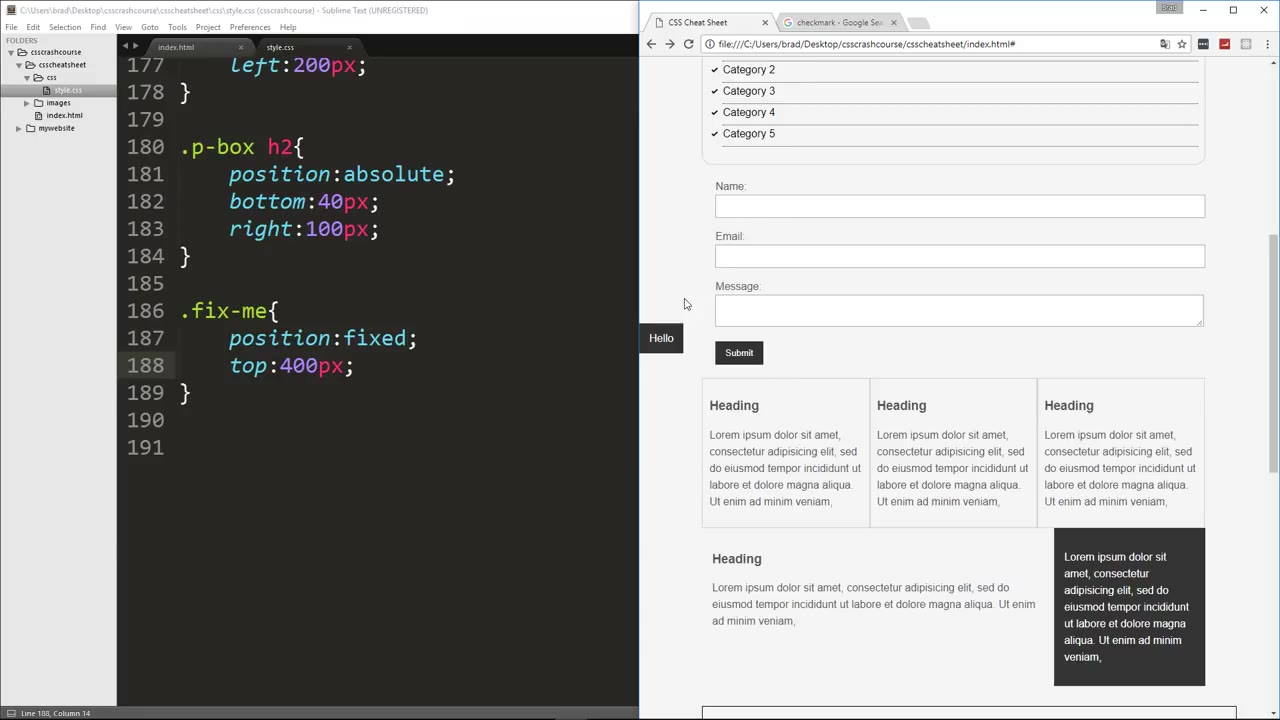 C:\Users\brad\Desktop\csscrashcourse\csscheatsheet\css\style.css (csscrashcourse) - Sublime Text (UNREGISTERED)
File Edit Selection Find View Goto Tools Project Preferences Help
FOLDERS
csscrashcourse
csscheatsheet
css
style.css
images
index.html
mywebsite
index.html × style.css ×
177 left:200px;
178 }
179
180 .p-box h2{
181 position:absolute;
182 bottom:40px;
183 right:100px;
184 }
185
186 .fix-me{
187 position:fixed;
188 top:400px;
189 }
190
191
Line 188, Column 14
Brad
CSS Cheat Sheet × checkmark - Google Sea ×
file:///C:/Users/brad/Desktop/csscrashcourse/csscheatsheet/index.html#
Category 2
Category 3
Category 4
Category 5
Name:
Email:
Message:
Hello
Submit
Heading
Lorem ipsum dolor sit amet,
consectetur adipisicing elit, sed
do eiusmod tempor incididunt ut
labore et dolore magna aliqua.
Ut enim ad minim veniam,
Heading
Lorem ipsum dolor sit amet,
consectetur adipisicing elit, sed
do eiusmod tempor incididunt ut
labore et dolore magna aliqua.
Ut enim ad minim veniam,
Heading
Lorem ipsum dolor sit amet,
consectetur adipisicing elit, sed
do eiusmod tempor incididunt ut
labore et dolore magna aliqua.
Ut enim ad minim veniam,
Heading
Lorem ipsum dolor sit amet, consectetur adipisicing elit, sed do
eiusmod tempor incididunt ut labore et dolore magna aliqua. Ut enim
ad minim veniam,
Lorem ipsum dolor sit
amet, consectetur
adipisicing elit, sed do
eiusmod tempor incididunt
ut labore et dolore magna
aliqua. Ut enim ad minim
veniam,